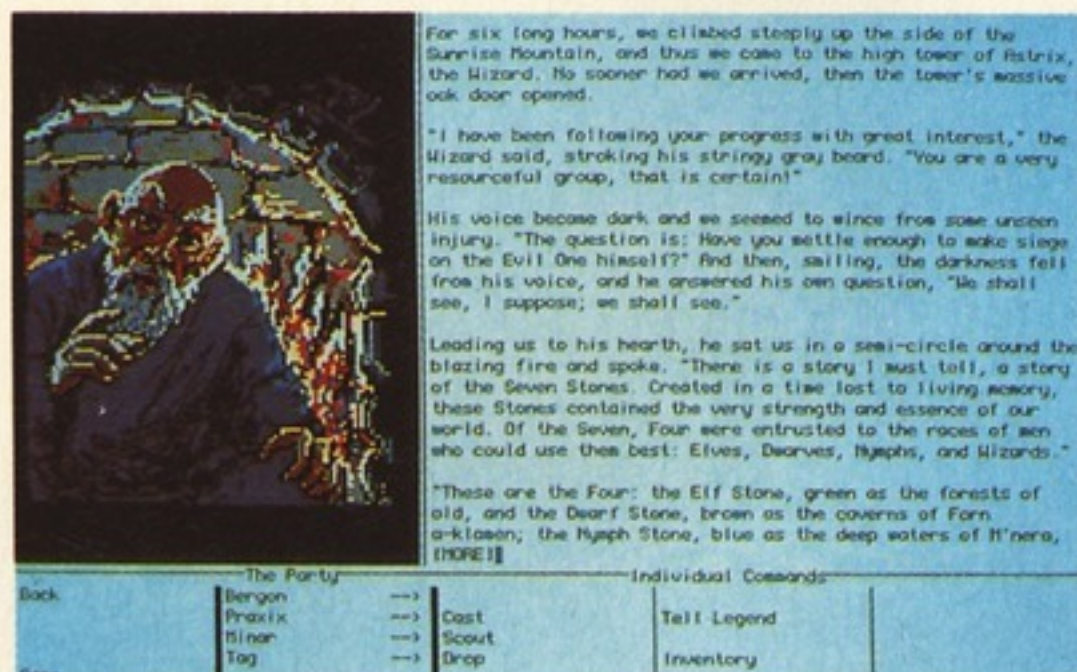 For six long hours, we climbed steeply up the side of the
Sunrise Mountain, and thus we came to the high tower of Astrix,
the Wizard. No sooner had we arrived, then the tower's massive
oak door opened.
"I have been following your progress with great interest," the
Wizard said, stroking his stringy gray beard. "You are a very
resourceful group, that is certain!"
His voice became dark and we seemed to wince from some unseen
injury. "The question is: Have you mettle enough to make siege
on the Evil One himself?" And then, smiling, the darkness fell
from his voice, and he answered his own question, "We shall
see, I suppose; we shall see."
Leading us to his hearth, he sat us in a semi-circle around the
blazing fire and spoke. "There is a story I must tell, a story
of the Seven Stones. Created in a time lost to living memory,
these Stones contained the very strength and essence of our
world. Of the Seven, Four were entrusted to the races of men
who could use them best: Elves, Dwarves, Nymphs, and Wizards."
"These are the Four: the Elf Stone, green as the forests of
old, and the Dwarf Stone, brown as the caverns of Forn
a-klamen; the Nymph Stone, blue as the deep waters of M'nera,
[MORE]
The Party Individual Commands
Back Bergon --->
Praxix ---> Cast Tell Legend
Minar ---> Scout
Tag ---> Drop Inventory